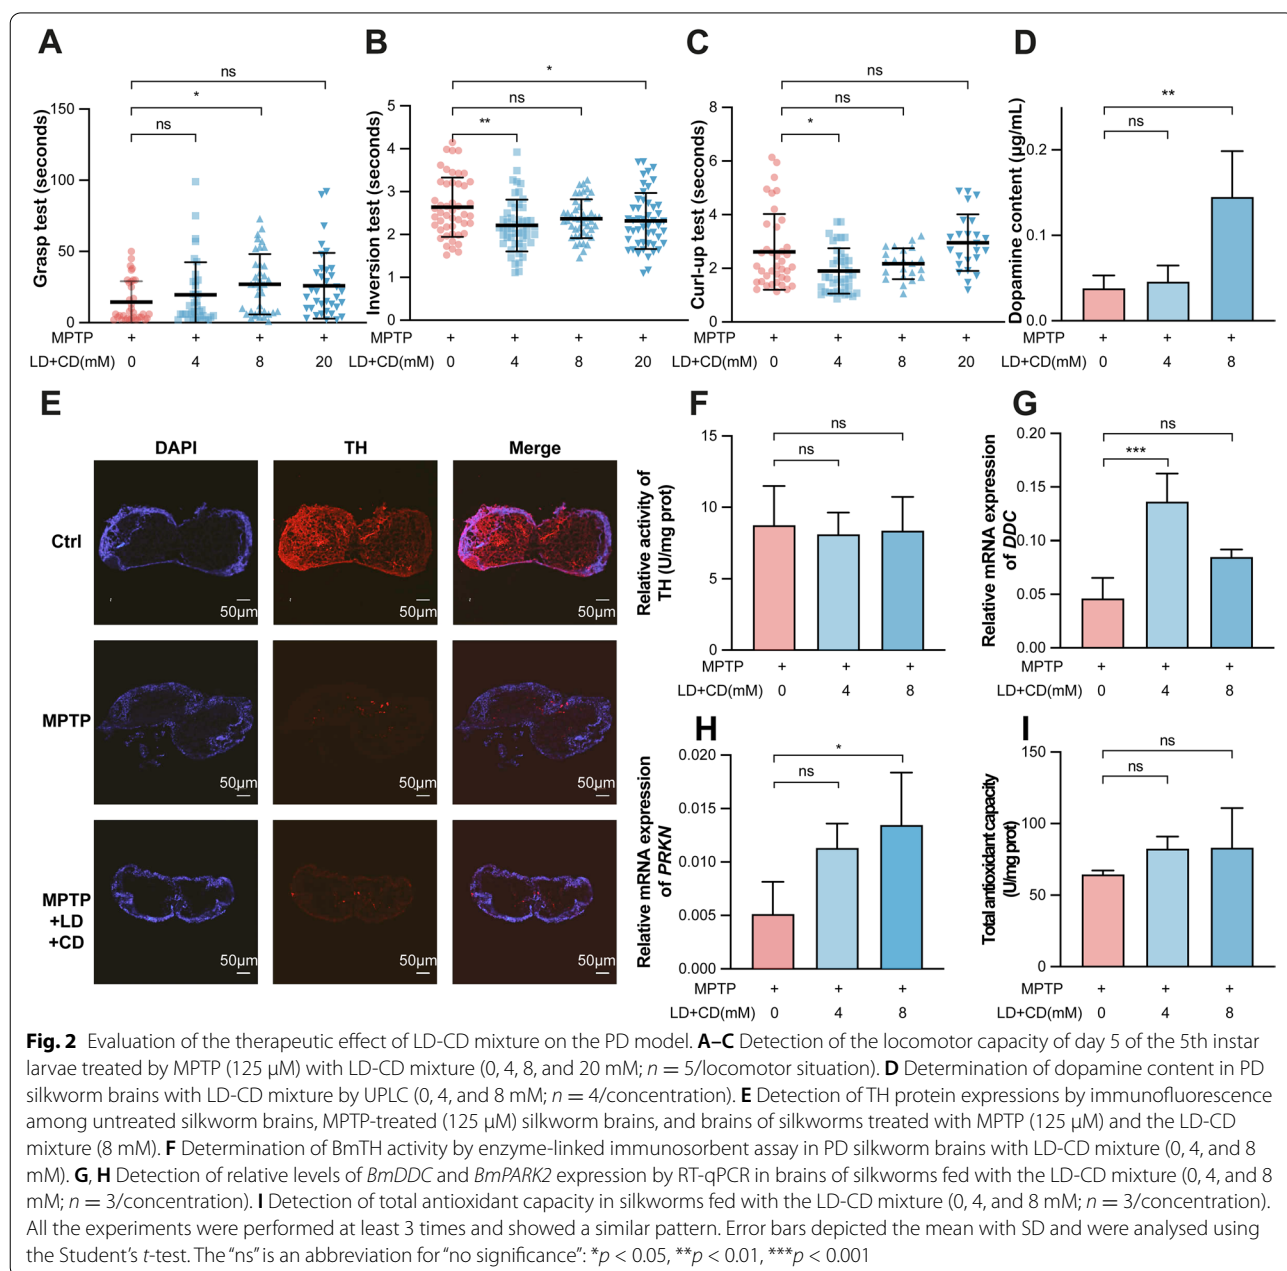 A
Grasp test (seconds)
ns
*
ns
150
100
50
0
MPTP + + + +
LD+CD(mM) 0 4 8 20
B
Inversion test (seconds)
*
ns
**
5
4
3
2
1
0
+ + + +
LD+CD(mM) 0 4 8 20
C
Curl-up test (seconds)
ns
ns
*
8
6
4
2
0
+ + + +
LD+CD(mM) 0 4 8 20
D
Dopamine content (µg/mL)
**
ns
0.2
0.1
0.0
MPTP + + +
LD+CD(mM) 0 4 8
E
DAPI TH Merge
Ctrl
50µm 50µm 50µm
MPTP
50µm 50µm 50µm
MPTP
+LD
+CD
50µm 50µm 50µm
F
Relative activity of
TH (U/mg prot)
ns
ns
15
10
5
0
MPTP + + +
LD+CD(mM) 0 4 8
G
Relative mRNA expression
of DDC
ns
***
0.20
0.15
0.10
0.05
0.00
MPTP + + +
LD+CD(mM) 0 4 8
H
Relative mRNA expression
of PRKN
*
ns
0.020
0.015
0.010
0.005
0.000
MPTP + + +
LD+CD(mM) 0 4 8
I
Total antioxidant capacity
(U/mg prot)
ns
ns
150
100
50
0
MPTP + + +
LD+CD(mM) 0 4 8
Fig. 2 Evaluation of the therapeutic effect of LD-CD mixture on the PD model. A–C Detection of the locomotor capacity of day 5 of the 5th instar
larvae treated by MPTP (125 µM) with LD-CD mixture (0, 4, 8, and 20 mM; n = 5/locomotor situation). D Determination of dopamine content in PD
silkworm brains with LD-CD mixture by UPLC (0, 4, and 8 mM; n = 4/concentration). E Detection of TH protein expressions by immunofluorescence
among untreated silkworm brains, MPTP-treated (125 µM) silkworm brains, and brains of silkworms treated with MPTP (125 µM) and the LD-CD
mixture (8 mM). F Determination of BmTH activity by enzyme-linked immunosorbent assay in PD silkworm brains with LD-CD mixture (0, 4, and 8
mM). G, H Detection of relative levels of BmDDC and BmPARK2 expression by RT-qPCR in brains of silkworms fed with the LD-CD mixture (0, 4, and 8
mM; n = 3/concentration). I Detection of total antioxidant capacity in silkworms fed with the LD-CD mixture (0, 4, and 8 mM; n = 3/concentration).
All the experiments were performed at least 3 times and showed a similar pattern. Error bars depicted the mean with SD and were analysed using
the Student's t-test. The "ns" is an abbreviation for "no significance": *p < 0.05, **p < 0.01, ***p < 0.001